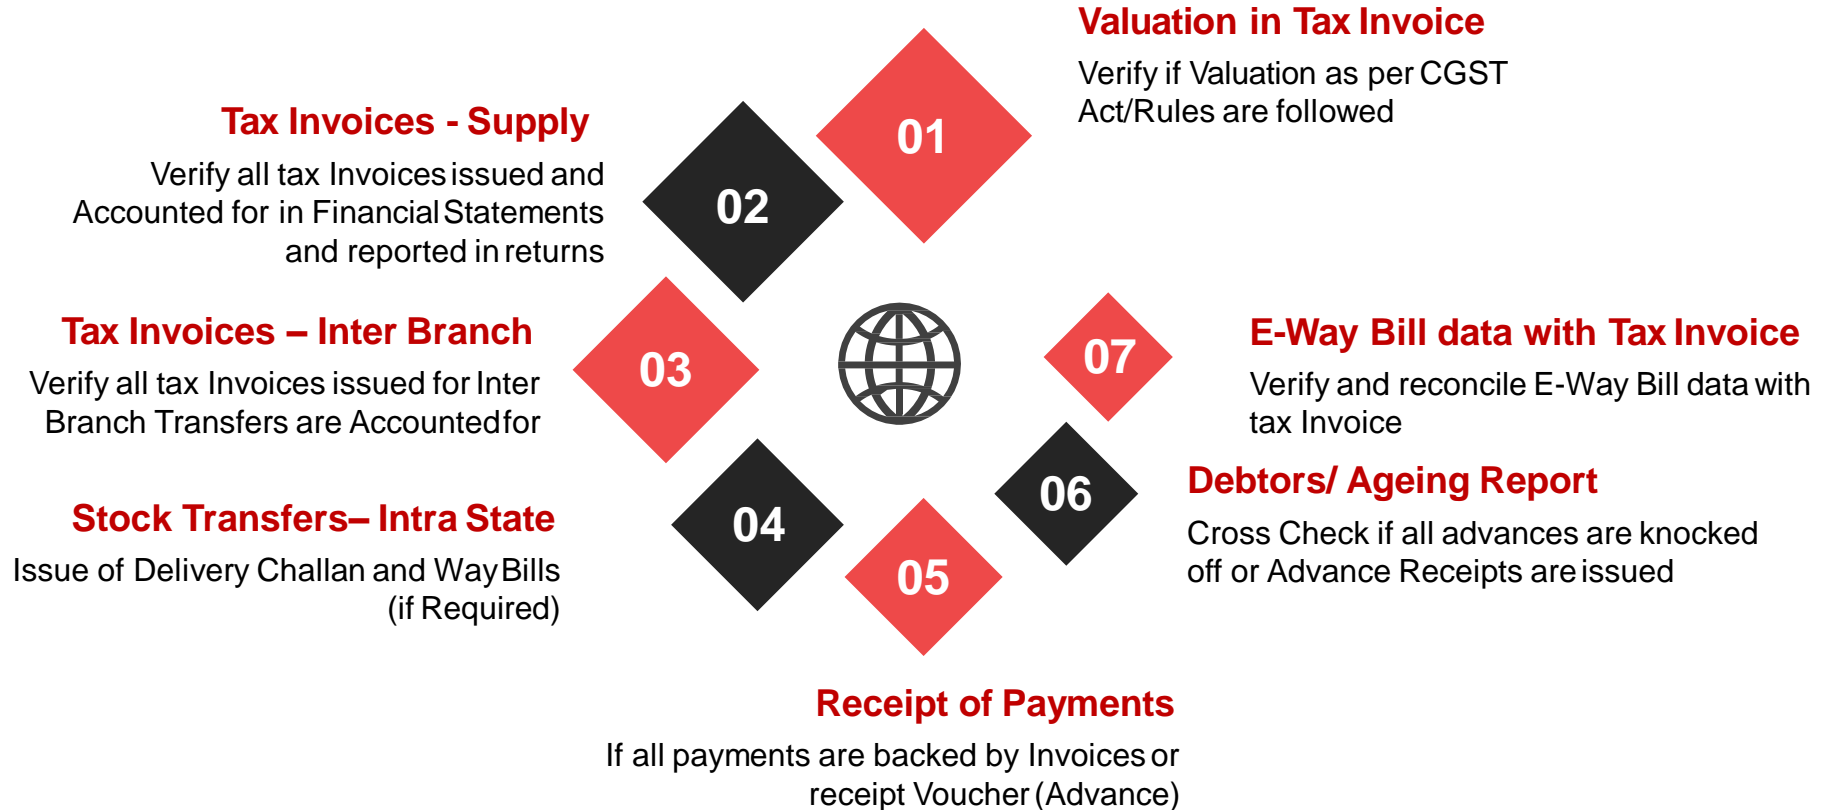 01
Valuation in Tax Invoice
Verify if Valuation as per CGST
Act/Rules are followed
02
Tax Invoices - Supply
Verify all tax Invoices issued and
Accounted for in Financial Statements
and reported in returns
03
Tax Invoices – Inter Branch
Verify all tax Invoices issued for Inter
Branch Transfers are Accounted for
04
Stock Transfers– Intra State
Issue of Delivery Challan and Way Bills
(if Required)
05
Receipt of Payments
If all payments are backed by Invoices or
receipt Voucher (Advance)
06
Debtors/ Ageing Report
Cross Check if all advances are knocked
off or Advance Receipts are issued
07
E-Way Bill data with Tax Invoice
Verify and reconcile E-Way Bill data with
tax Invoice